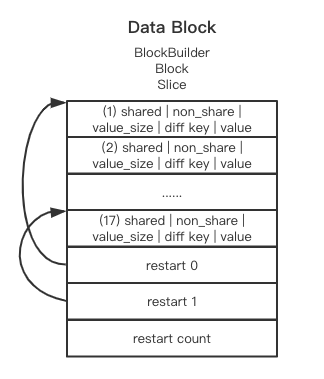 Data Block
BlockBuilder
Block
Slice
(1) shared | non_share |
value_size | diff key | value
(2) shared | non_share |
value_size | diff key | value
......
(17) shared | non_share |
value_size | diff key | value
restart 0
restart 1
restart count